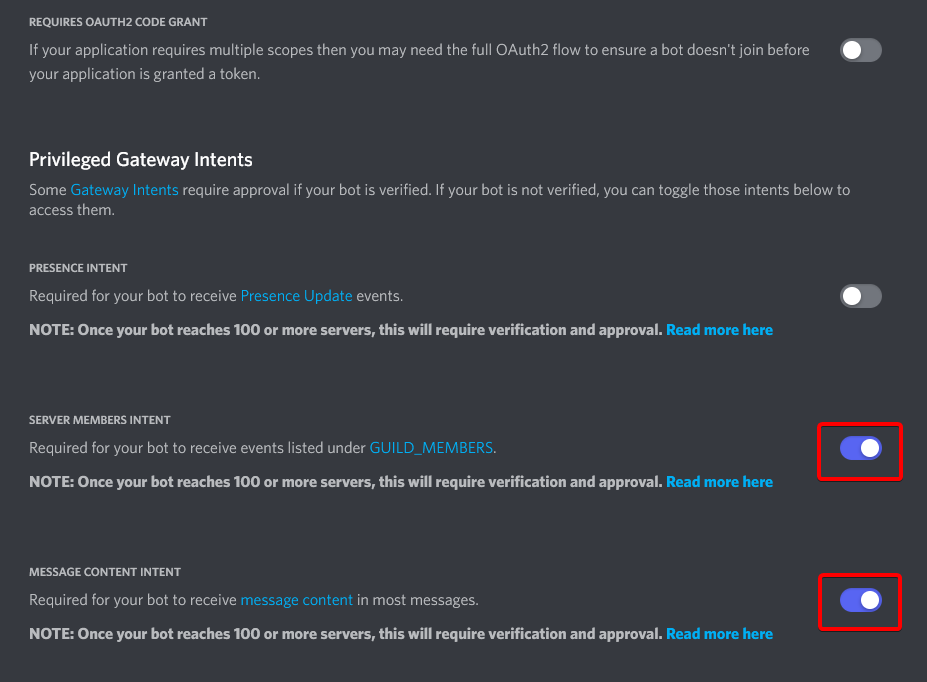 REQUIRES OAUTH2 CODE GRANT
If your application requires multiple scopes then you may need the full OAuth2 flow to ensure a bot doesn't join before
your application is granted a token.
Privileged Gateway Intents
Some Gateway Intents require approval if your bot is verified. If your bot is not verified, you can toggle those intents below to
access them.
PRESENCE INTENT
Required for your bot to receive Presence Update events.
NOTE: Once your bot reaches 100 or more servers, this will require verification and approval. Read more here
SERVER MEMBERS INTENT
Required for your bot to receive events listed under GUILD_MEMBERS.
NOTE: Once your bot reaches 100 or more servers, this will require verification and approval. Read more here
MESSAGE CONTENT INTENT
Required for your bot to receive message content in most messages.
NOTE: Once your bot reaches 100 or more servers, this will require verification and approval. Read more here